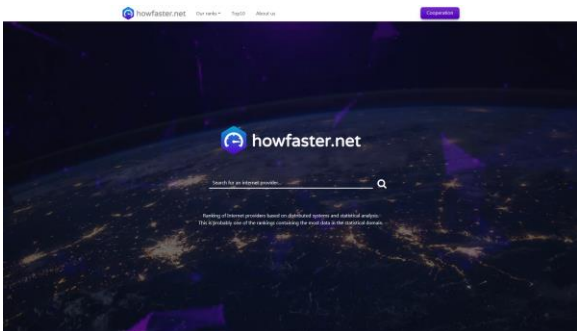 howfaster.net Our ranks Top10 About us Cooperation
howfaster.net
Search for an internet provider...
Ranking of Internet providers based on distributed systems and statistical analysis.
This is probably one of the rankings containing the most data in the statistical domain.